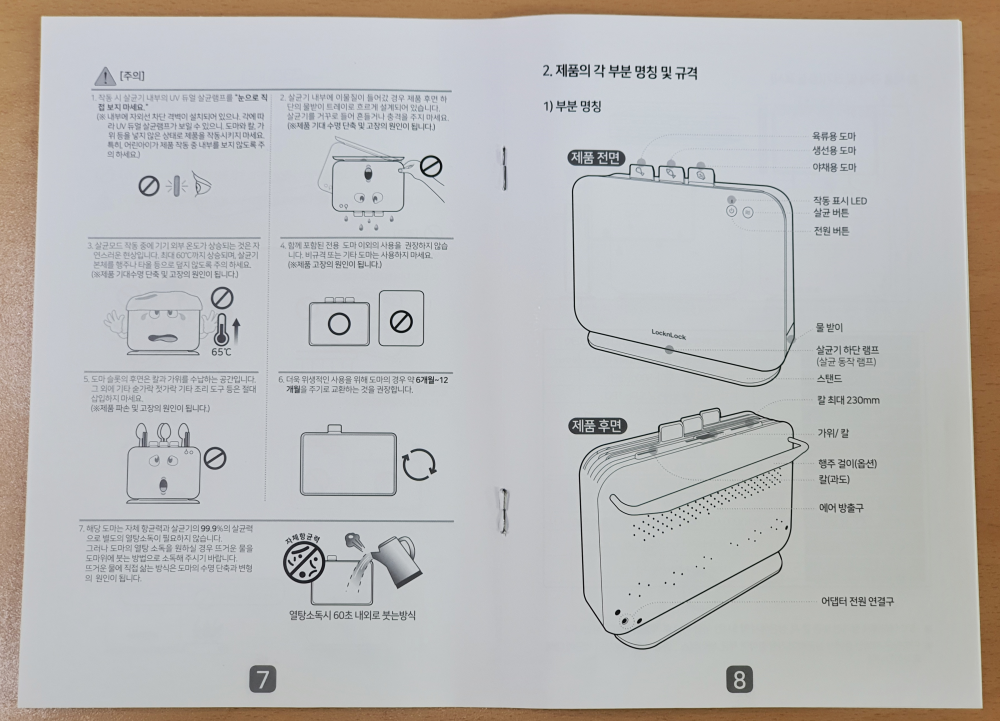 [주의]
1. 작동 시 살균기 내부의 UV 듀얼 살균램프를 "눈으로 직
접 보지 마세요."
(※ 내부에 자외선 차단 격벽이 설치되어 있으나, 각에 따
라 UV 듀얼 살균램프가 보일 수 있으니, 도마와 칼, 가
위 등을 넣지 않은 상태로 제품을 작동시키지 마세요.
특히, 어린아이가 제품 작동 중 내부를 보지 않도록 주
의 하세요.)
2. 살균기 내부에 이물질이 들어갔 경우 제품 후면 하
단의 물받이 트레이로 흐르게 설계되어 있습니다.
살균기를 거꾸로 들어 흔들거나 충격을 주지 마세요.
(※제품 기대 수명 단축 및 고장의 원인이 됩니다.)
3. 살균모드 작동 중에 기기 외부 온도가 상승되는 것은 자
연스러운 현상입니다. 최대 60℃까지 상승되며, 살균기
본체를 행주나 타올 등으로 덮지 않도록 주의 하세요.
(※제품 기대수명 단축 및 고장의 원인이 됩니다.)
65℃
4. 함께 포함된 전용 도마 이외의 사용을 권장하지 않습
니다. 비규격 또는 기타 도마는 사용하지 마세요.
(※제품 고장의 원인이 됩니다.)
5. 도마 슬롯의 후면은 칼과 가위를 수납하는 공간입니다.
그 외에 기타 숟가락 젓가락 기타 조리 도구 등은 절대
삽입하지 마세요.
(※제품 파손 및 고장의 원인이 됩니다.)
6. 더욱 위생적인 사용을 위해 도마의 경우 약 6개월~12
개월을 주기로 교환하는 것을 권장합니다.
7. 해당 도마는 자체 항균력과 살균기의 99.9%의 살균력
으로 별도의 열탕소독이 필요하지 않습니다.
그러나 도마의 열탕 소독을 원하실 경우 뜨거운 물을
도마위에 붓는 방법으로 소독해 주시기 바랍니다.
뜨거운 물에 직접 삶는 방식은 도마의 수명 단축과 변형
의 원인이 됩니다.
자체항균력
열탕소독시 60초 내외로 붓는방식
7
2. 제품의 각 부분 명칭 및 규격
1) 부분 명칭
제품 전면
육류용 도마
생선용 도마
야채용 도마
작동 표시 LED
살균 버튼
전원 버튼
LocknLock
물 받이
살균기 하단 램프
(살균 동작 램프)
스탠드
제품 후면
칼 최대 230mm
가위/ 칼
행주 걸이(옵션)
칼(과도)
에어 방출구
어댑터 전원 연결구
8